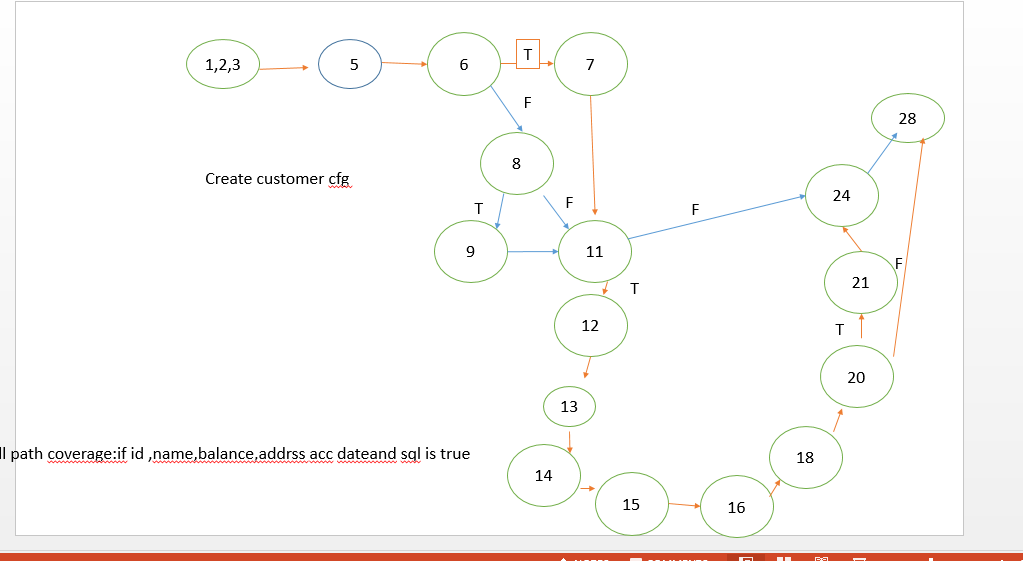 1,2,3
5
6
T
7
F
28
8
Create customer cfg
24
T
F
F
9
11
F
21
T
12
T
20
13
ll path coverage:if id ,name,balance,addrss acc dateand sql is true
18
14
15
16